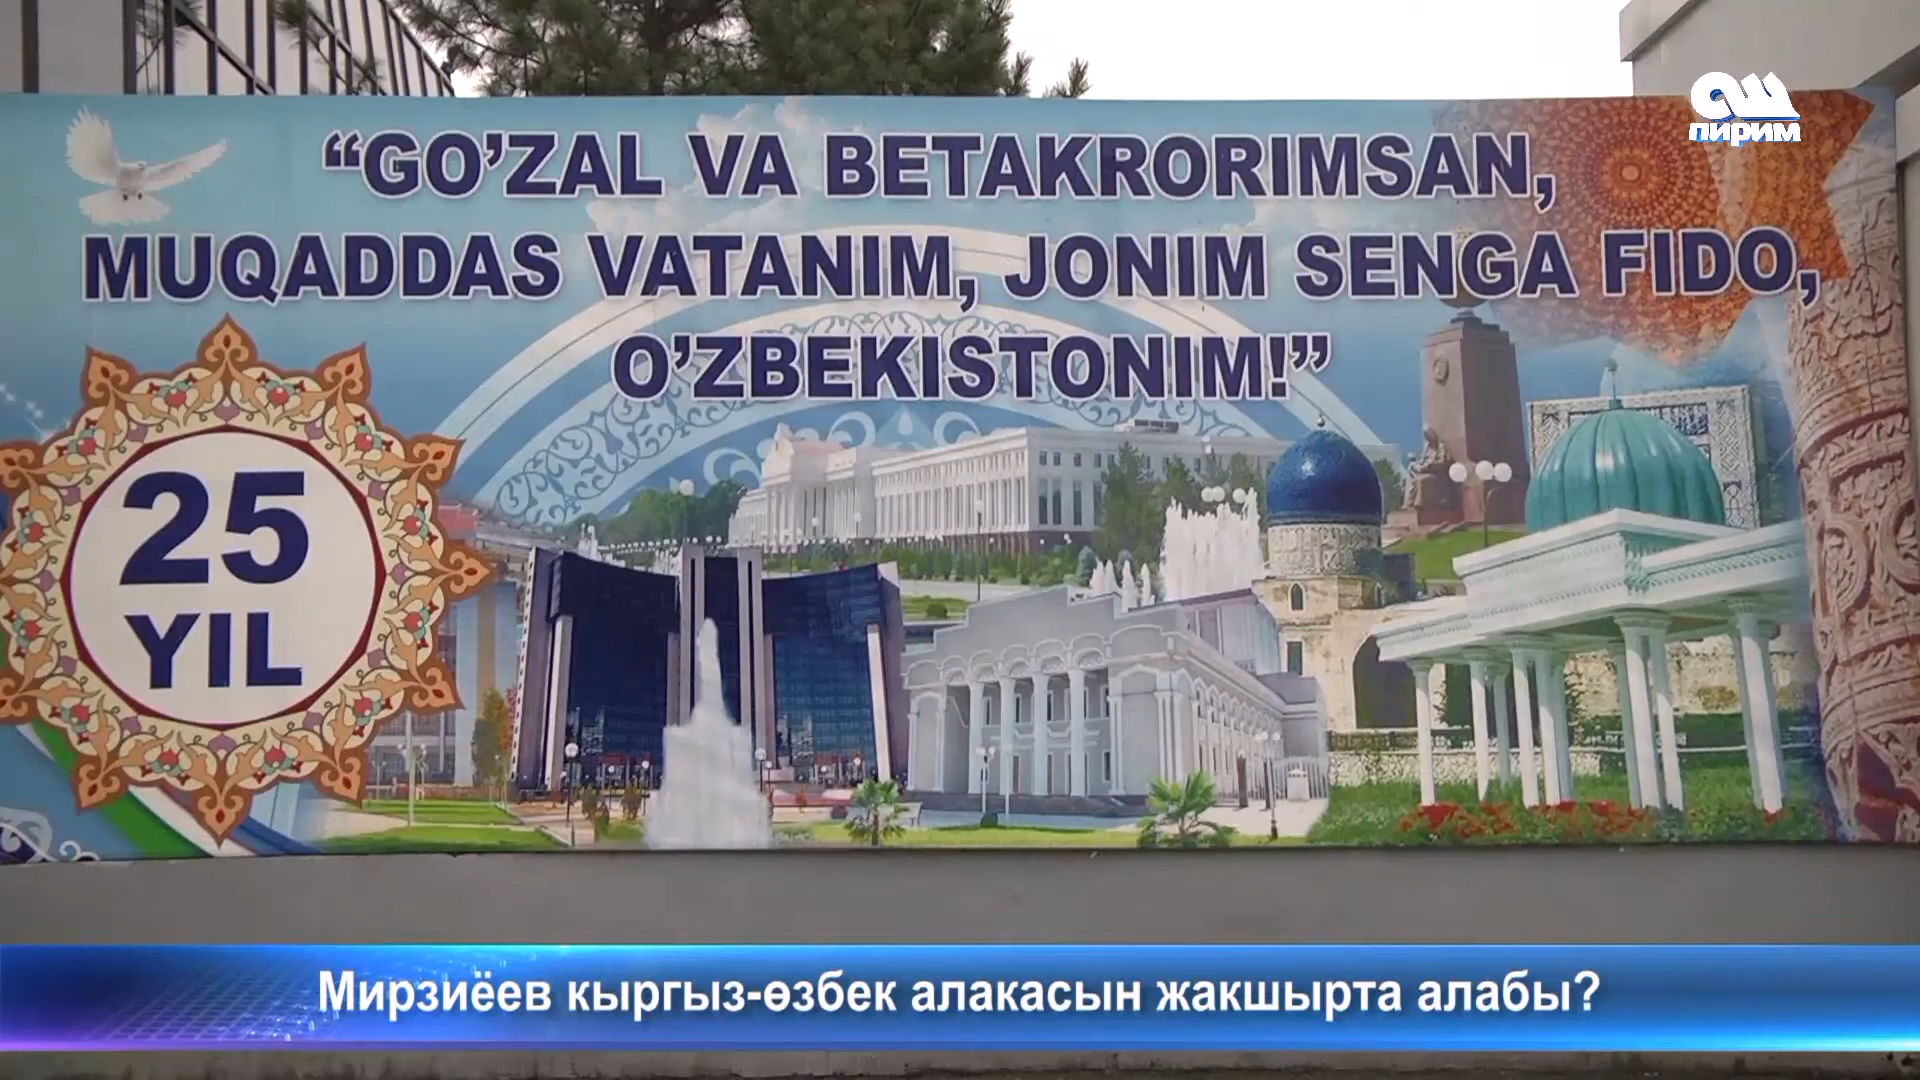 ОШ
ПИРИМ
“GO’ZAL VA BETAKRORIMSAN,
MUQADDAS VATANIM, JONIM SENGA FIDO,
O’ZBEKISTONIM!”
25
YIL
Мирзиёев кыргыз-өзбек алакасын жакшырта алабы?